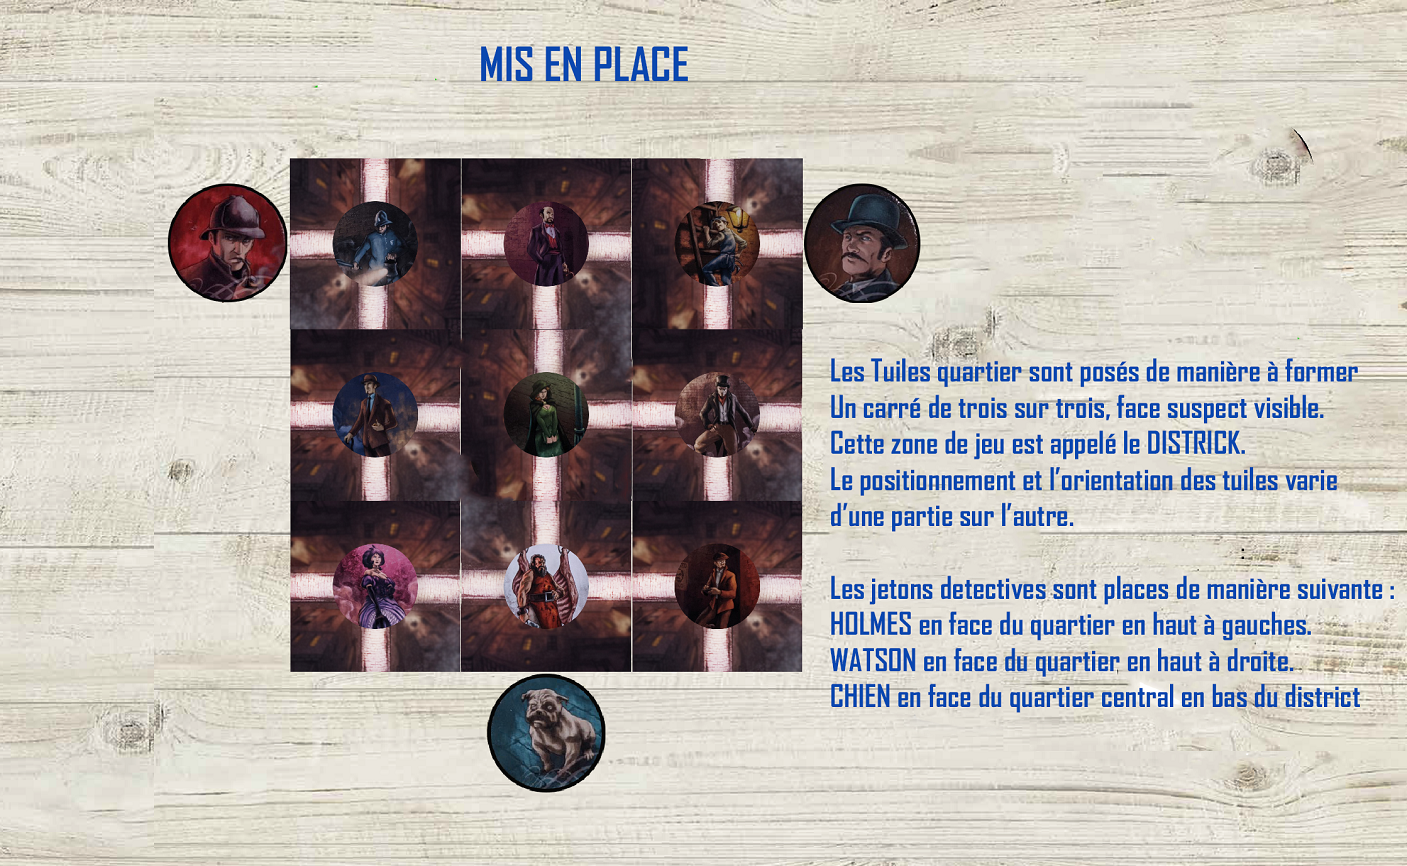 MIS EN PLACE
Les Tuiles quartier sont posés de manière à former
Un carré de trois sur trois, face suspect visible.
Cette zone de jeu est appelé le DISTRICK.
Le positionnement et l'orientation des tuiles varie
d'une partie sur l'autre.
Les jetons detectives sont places de manière suivante :
HOLMES en face du quartier en haut à gauches.
WATSON en face du quartier en haut à droite.
CHIEN en face du quartier central en bas du district